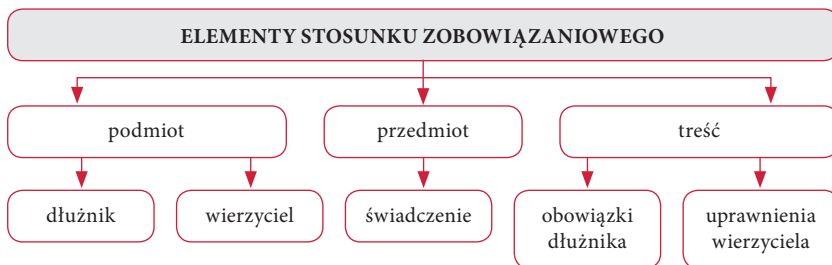 ELEMENTY STOSUNKU ZOBOWIĄZANIOWEGO
podmiot
przedmiot
treść
dłużnik
wierzyciel
świadczenie
obowiązki
dłużnika
uprawnienia
wierzyciela